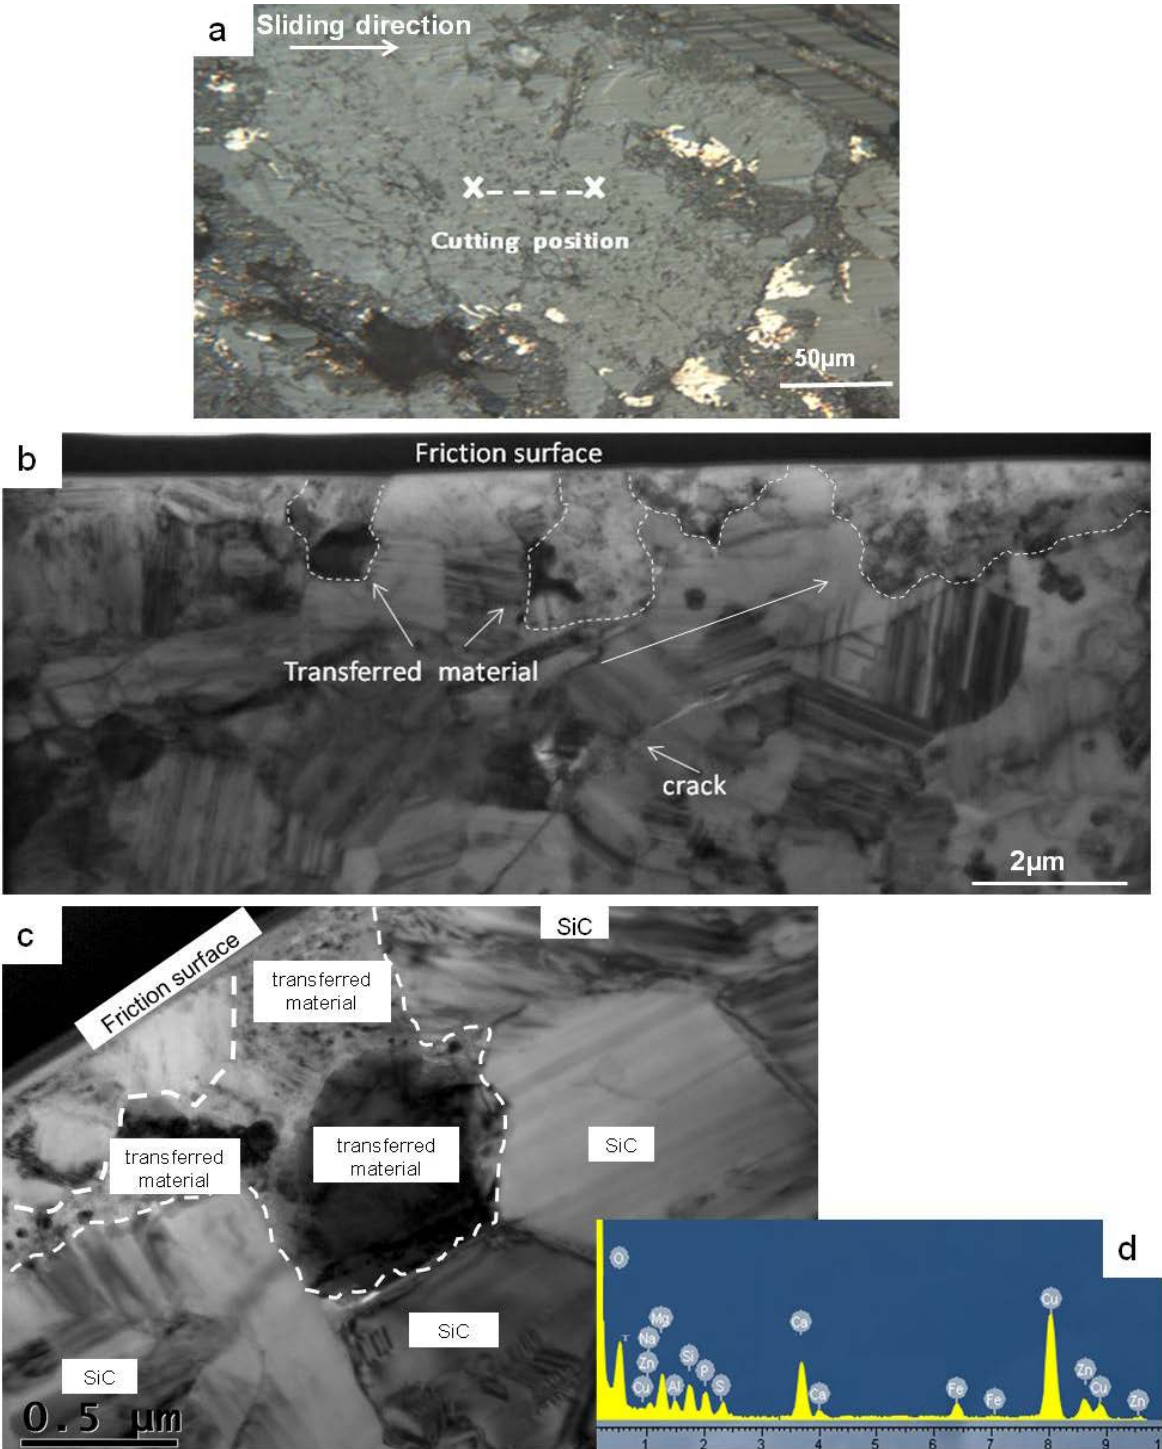 a
Sliding direction
X - - - - X
Cutting position
50µm
b
Friction surface
Transferred material
crack
2µm
c
Friction surface
SiC
transferred
material
transferred
material
transferred
material
SiC
SiC
SiC
0.5 µm
d
O
T
Mg
Na
Zn
Cu
Al
Si
P
S
Ca
Ca
Fe
Fe
Cu
Zn
Cu
Zn
1 2 3 4 5 6 7 8 9 1